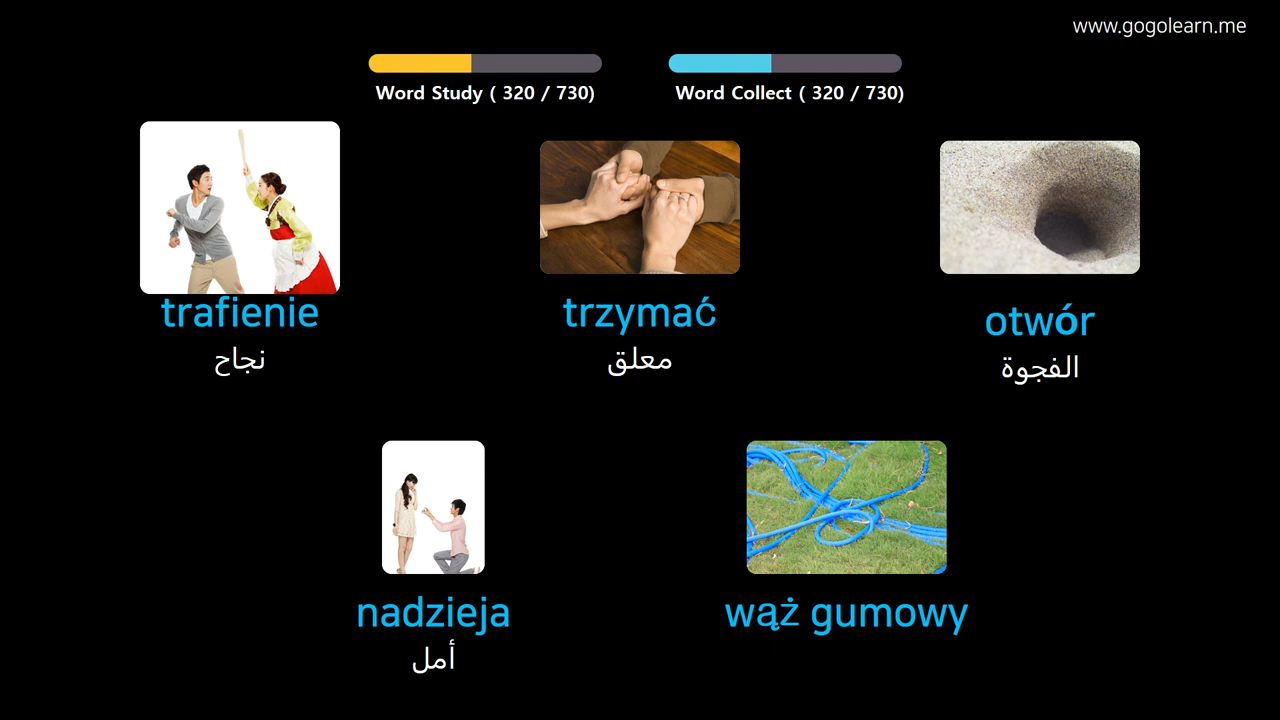 www.gogolearn.me
Word Study ( 320 / 730)
Word Collect ( 320 / 730)
trafienie
نجاح
trzymać
معلق
otwór
الفجوة
nadzieja
أمل
wąż gumowy